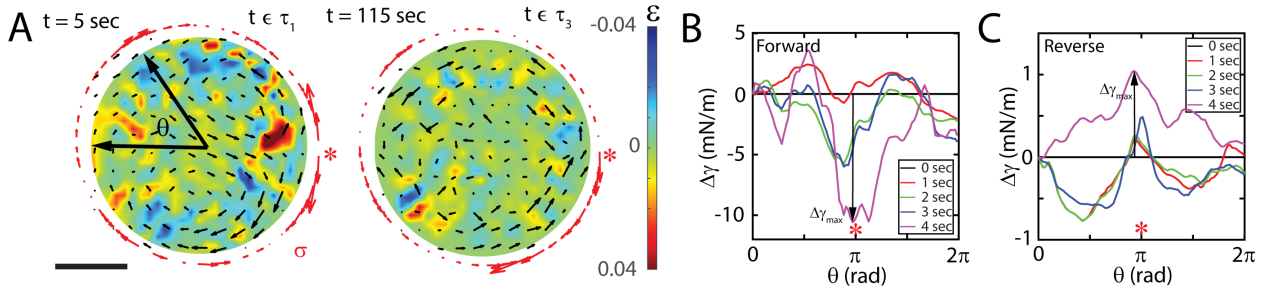 A
t = 5 sec
t ϵ τ1
t = 115 sec
t ϵ τ3
-0.04
ε
0
0.04
θ
*
*
σ
B
Forward
5
0
-5
-10
Δγ (mN/m)
Δγmax
0 sec
1 sec
2 sec
3 sec
4 sec
*
0
π
2π
θ (rad)
C
Reverse
1
0
-1
Δγ (mN/m)
Δγmax
0 sec
1 sec
2 sec
3 sec
4 sec
*
0
π
2π
θ (rad)